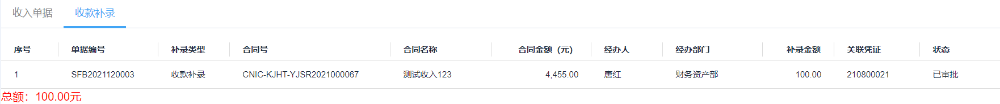 收入单据 收款补录
序号 单据编号 补录类型 合同号 合同名称 合同金额（元） 经办人 经办部门 补录金额 关联凭证 状态
1 SFB2021120003 收款补录 CNIC-KJHT-YJSR2021000067 测试收入123 4,455.00 唐红 财务资产部 100.00 210800021 已审批
总额：100.00元